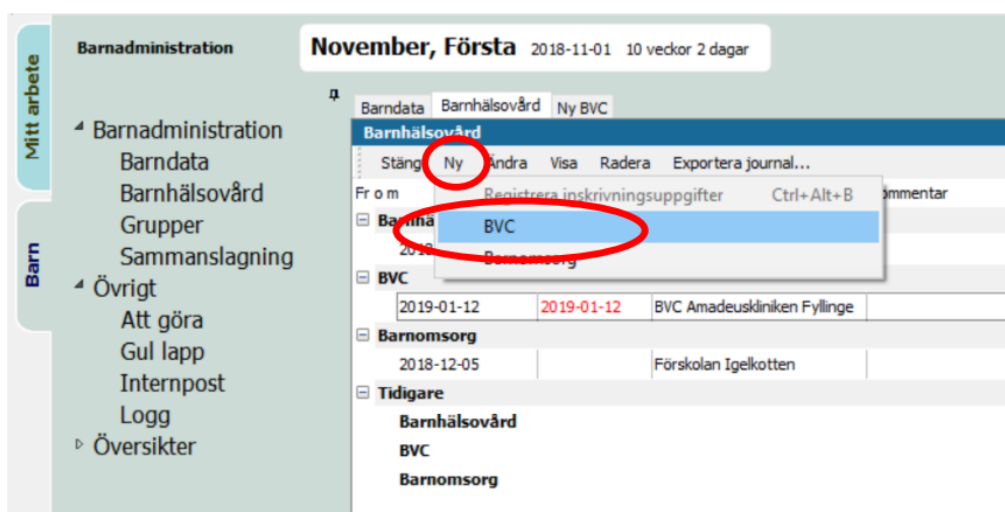 Mitt arbete
Barn
Barnadministration
November, Första 2018-11-01 10 veckor 2 dagar
Barnadministration
Barndata
Barnhälsovård
Grupper
Sammanslagning
Övrigt
Att göra
Gul lapp
Internpost
Logg
Översikter
Barndata Barnhälsovård Ny BVC
Barnhälsovård
Stäng Ny Ändra Visa Radera Exportera journal...
Fr o m
Registrera inskrivningsuppgifter Ctrl+Alt+B
BVC
Barnomsorg
BVC
2019-01-12 2019-01-12 BVC Amadeuskliniken Fyllinge
Barnomsorg
2018-12-05 Förskolan Igelkotten
Tidigare
Barnhälsovård
BVC
Barnomsorg